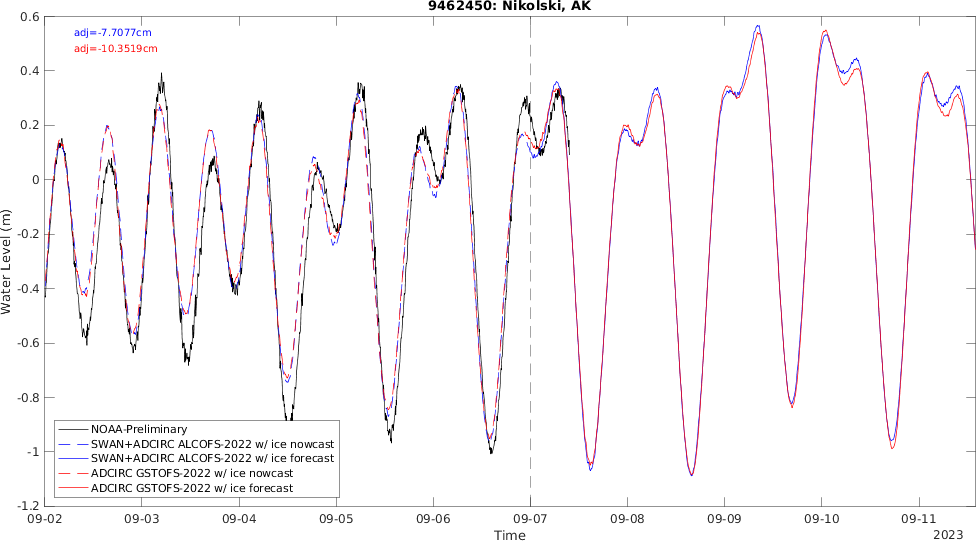 9462450: Nikolski, AK
adj=-7.7077cm
adj=-10.3519cm
Water Level (m)
0.6
0.4
0.2
0
-0.2
-0.4
-0.6
-0.8
-1
-1.2
NOAA-Preliminary
SWAN+ADCIRC ALCOFS-2022 w/ ice nowcast
SWAN+ADCIRC ALCOFS-2022 w/ ice forecast
ADCIRC GSTOFS-2022 w/ ice nowcast
ADCIRC GSTOFS-2022 w/ ice forecast
09-02 09-03 09-04 09-05 09-06 09-07 09-08 09-09 09-10 09-11
Time
2023